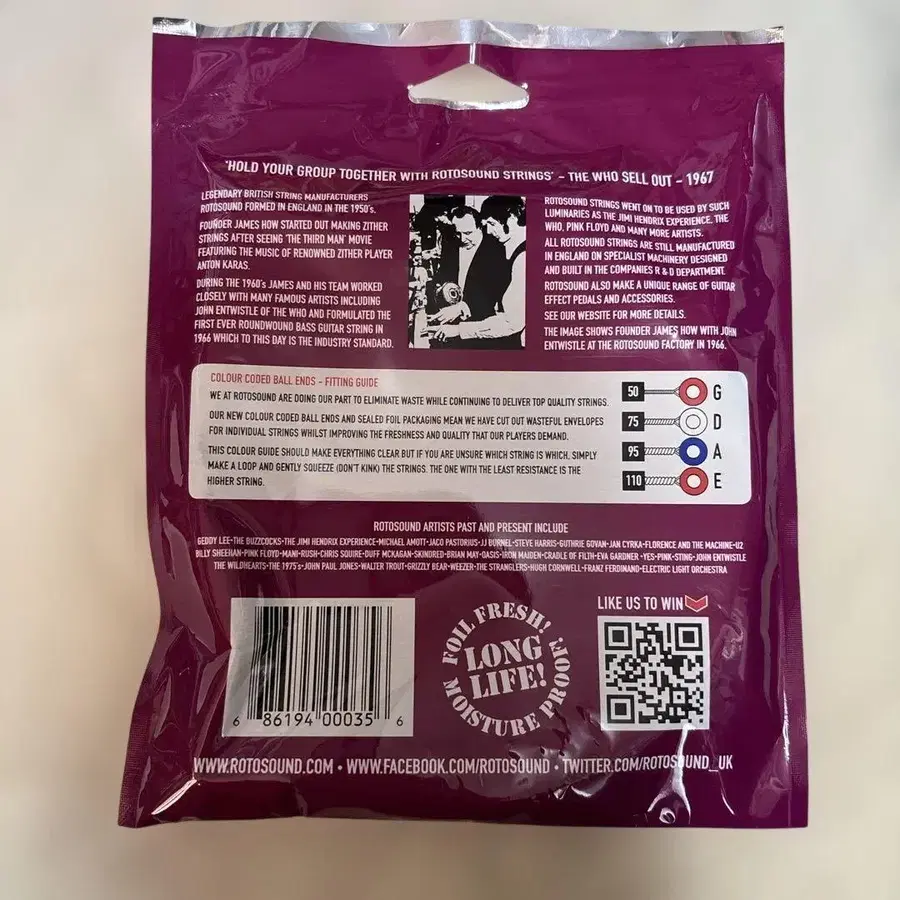 'HOLD YOUR GROUP TOGETHER WITH ROTOSOUND STRINGS' – THE WHO SELL OUT – 1967
LEGENDARY BRITISH STRING MANUFACTURERS
ROTOSOUND FORMED IN ENGLAND IN THE 1950's.
FOUNDER JAMES HOW STARTED OUT MAKING ZITHER
STRINGS AFTER SEEING 'THE THIRD MAN' MOVIE
FEATURING THE MUSIC OF RENOWNED ZITHER PLAYER
ANTON KARAS.
DURING THE 1960's JAMES AND HIS TEAM WORKED
CLOSELY WITH MANY FAMOUS ARTISTS INCLUDING
JOHN ENTWISTLE OF THE WHO AND FORMULATED THE
FIRST EVER ROUNDWOUND BASS GUITAR STRING IN
1966 WHICH TO THIS DAY IS THE INDUSTRY STANDARD.
ROTOSOUND STRINGS WENT ON TO BE USED BY SUCH
LUMINARIES AS THE JIMI HENDRIX EXPERIENCE, THE
WHO, PINK FLOYD AND MANY MORE ARTISTS.
ALL ROTOSOUND STRINGS ARE STILL MANUFACTURED
IN ENGLAND ON SPECIALIST MACHINERY DESIGNED
AND BUILT IN THE COMPANIES R & D DEPARTMENT.
ROTOSOUND ALSO MAKE A UNIQUE RANGE OF GUITAR
EFFECT PEDALS AND ACCESSORIES.
SEE OUR WEBSITE FOR MORE DETAILS.
THE IMAGE SHOWS FOUNDER JAMES HOW WITH JOHN
ENTWISTLE AT THE ROTOSOUND FACTORY IN 1966.
COLOUR CODED BALL ENDS - FITTING GUIDE
WE AT ROTOSOUND ARE DOING OUR PART TO ELIMINATE WASTE WHILE CONTINUING TO DELIVER TOP QUALITY STRINGS.
OUR NEW COLOUR CODED BALL ENDS AND SEALED FOIL PACKAGING MEAN WE HAVE CUT OUT WASTEFUL ENVELOPES
FOR INDIVIDUAL STRINGS WHILST IMPROVING THE FRESHNESS AND QUALITY THAT OUR PLAYERS DEMAND.
THIS COLOUR GUIDE SHOULD MAKE EVERYTHING CLEAR BUT IF YOU ARE UNSURE WHICH STRING IS WHICH, SIMPLY
MAKE A LOOP AND GENTLY SQUEEZE (DON'T KINK) THE STRINGS. THE ONE WITH THE LEAST RESISTANCE IS THE
HIGHER STRING.
50 G
75 D
95 A
110 E
ROTOSOUND ARTISTS PAST AND PRESENT INCLUDE
GEDDY LEE•THE BUZZCOCKS•THE JIMI HENDRIX EXPERIENCE•MICHAEL AMOTT•JACO PASTORIUS•JJ BURNEL•STEVE HARRIS•GUTHRIE GOVAN•JAN CYRKA•FLORENCE AND THE MACHINE•U2
BILLY SHEEHAN•PINK FLOYD•MANI•RUSH•CHRIS SQUIRE•DUFF MCKAGAN•SKINDRED•BRIAN MAY•OASIS•IRON MAIDEN•CRADLE OF FILTH•EVA GARDNER •YES•PINK•STING•JOHN ENTWISTLE
THE WILDHEARTS•THE 1975's•JOHN PAUL JONES•WALTER TROUT•GRIZZLY BEAR•WEEZER•THE STRANGLERS•HUGH CORNWELL•FRANZ FERDINAND•ELECTRIC LIGHT ORCHESTRA
6 86194 00035 6
FOIL FRESH!
LONG
LIFE!
MOISTURE PROOF!
LIKE US TO WIN
WWW.ROTOSOUND.COM • WWW.FACEBOOK.COM/ROTOSOUND • TWITTER.COM/ROTOSOUND_UK